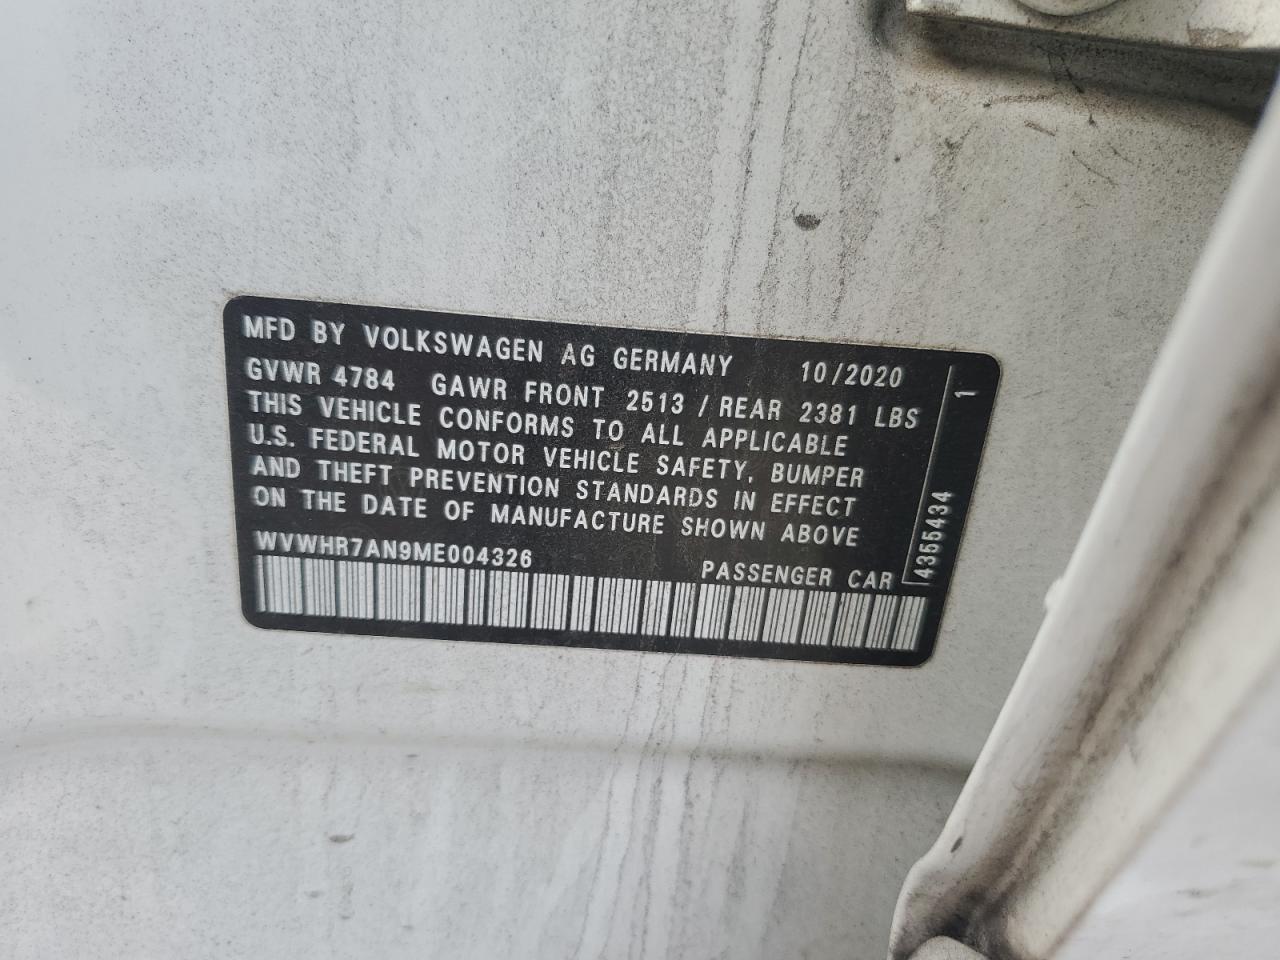 MFD BY VOLKSWAGEN AG GERMANY 10/2020
GVWR 4784 GAWR FRONT 2513 / REAR 2381 LBS
THIS VEHICLE CONFORMS TO ALL APPLICABLE
U.S. FEDERAL MOTOR VEHICLE SAFETY, BUMPER
AND THEFT PREVENTION STANDARDS IN EFFECT
ON THE DATE OF MANUFACTURE SHOWN ABOVE
WVWHR7AN9ME004326 PASSENGER CAR
4355434 1